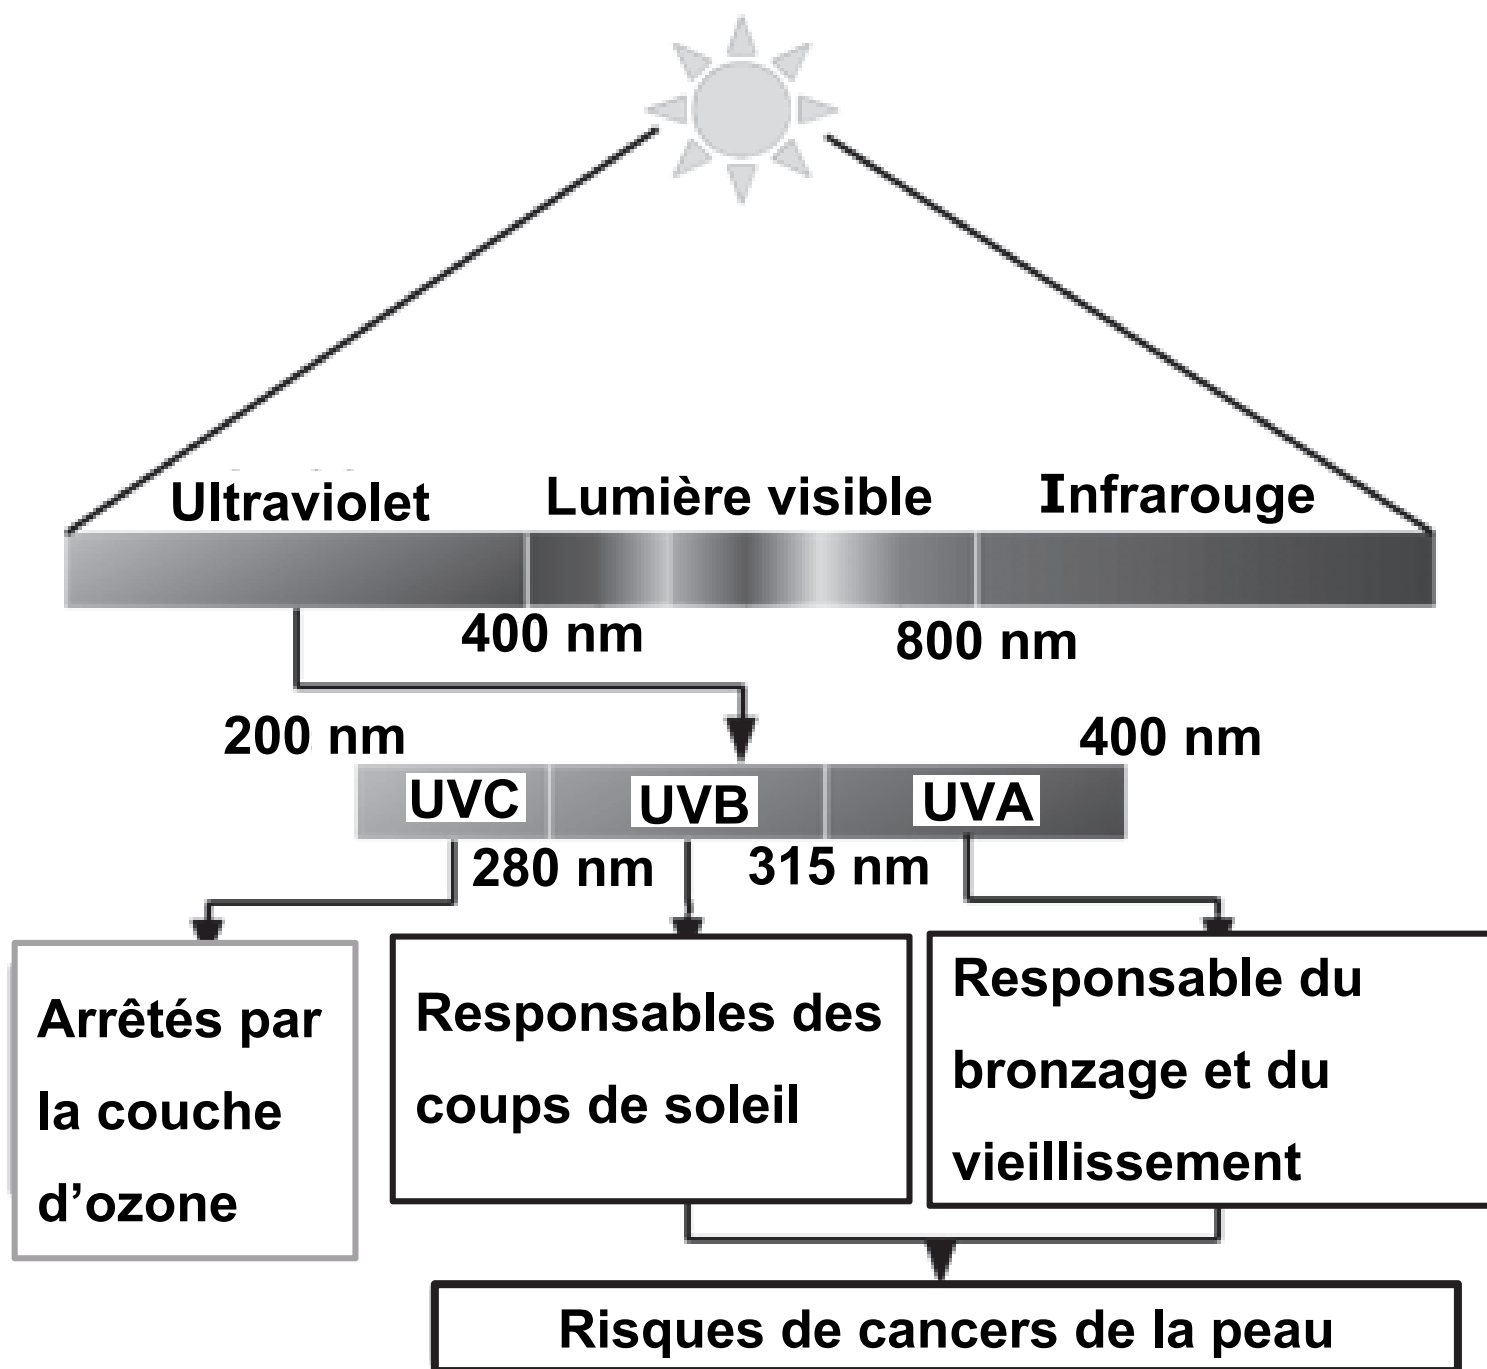 Ultraviolet
Lumière visible
Infrarouge
400 nm
800 nm
200 nm
400 nm
UVC
UVB
UVA
280 nm
315 nm
Arrêtés par
la couche
d’ozone
Responsables des
coups de soleil
Responsable du
bronzage et du
vieillissement
Risques de cancers de la peau